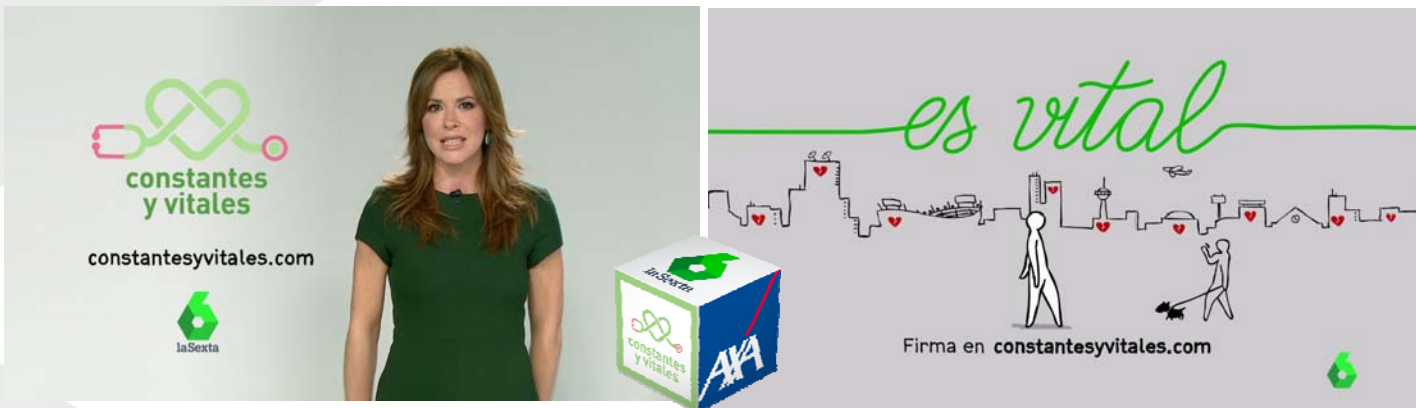 constantes
y vitales
constantesyvitales.com
laSexta
laSexta
constantes
y vitales
AXA
es vital
Firma en constantesyvitales.com